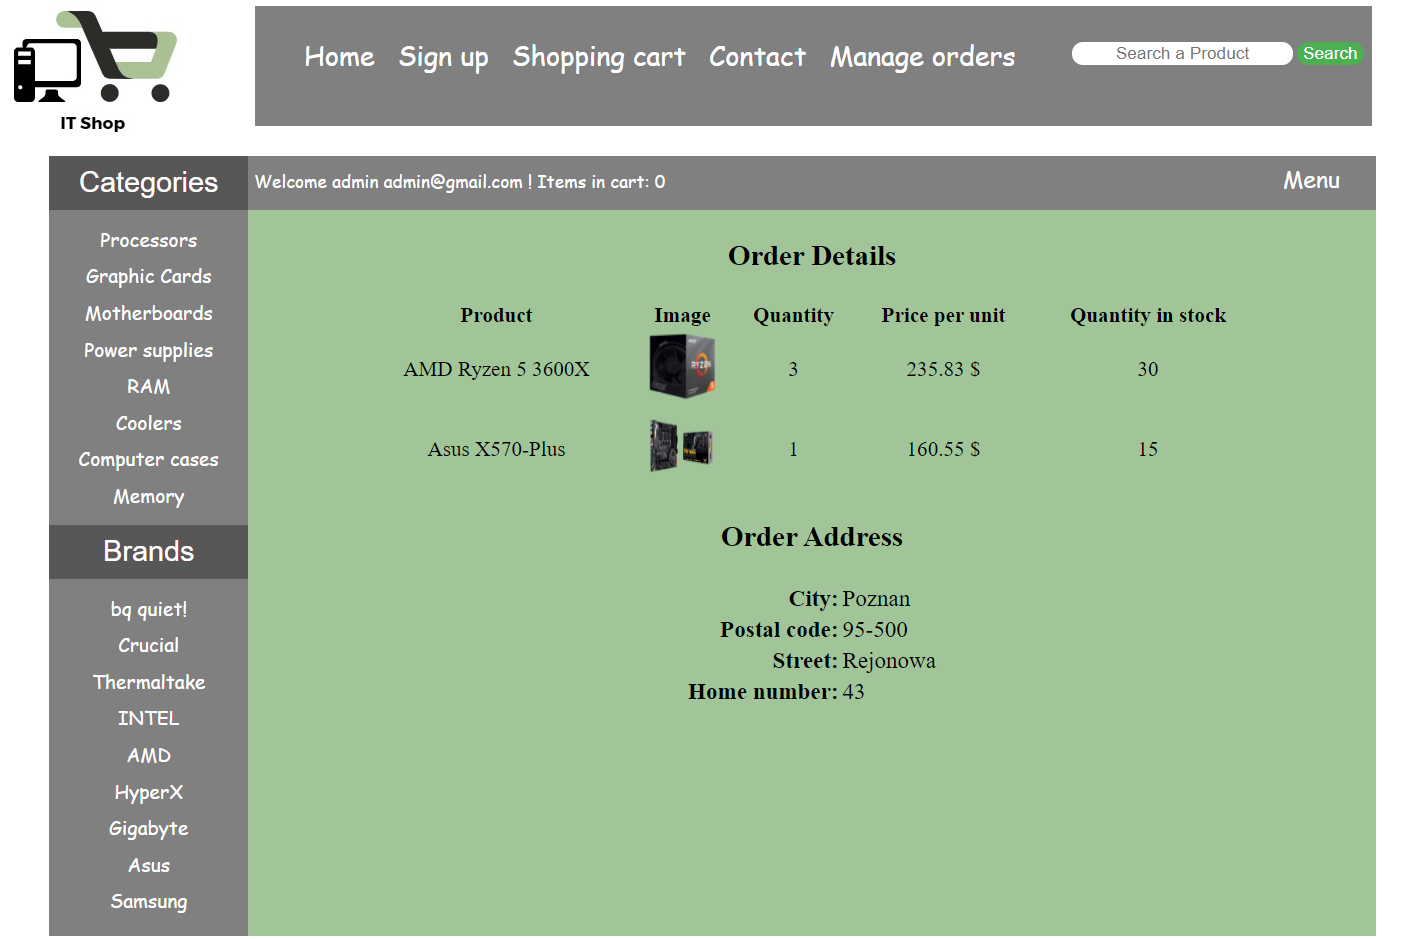 IT Shop
Home Sign up Shopping cart Contact Manage orders
Search a Product Search
Categories
Welcome admin admin@gmail.com ! Items in cart: 0
Menu
Processors
Graphic Cards
Motherboards
Power supplies
RAM
Coolers
Computer cases
Memory
Brands
bq quiet!
Crucial
Thermaltake
INTEL
AMD
HyperX
Gigabyte
Asus
Samsung
Order Details
Product Image Quantity Price per unit Quantity in stock
AMD Ryzen 5 3600X RYZEN 3 235.83 $ 30
Asus X570-Plus 1 160.55 $ 15
Order Address
City: Poznan
Postal code: 95-500
Street: Rejonowa
Home number: 43